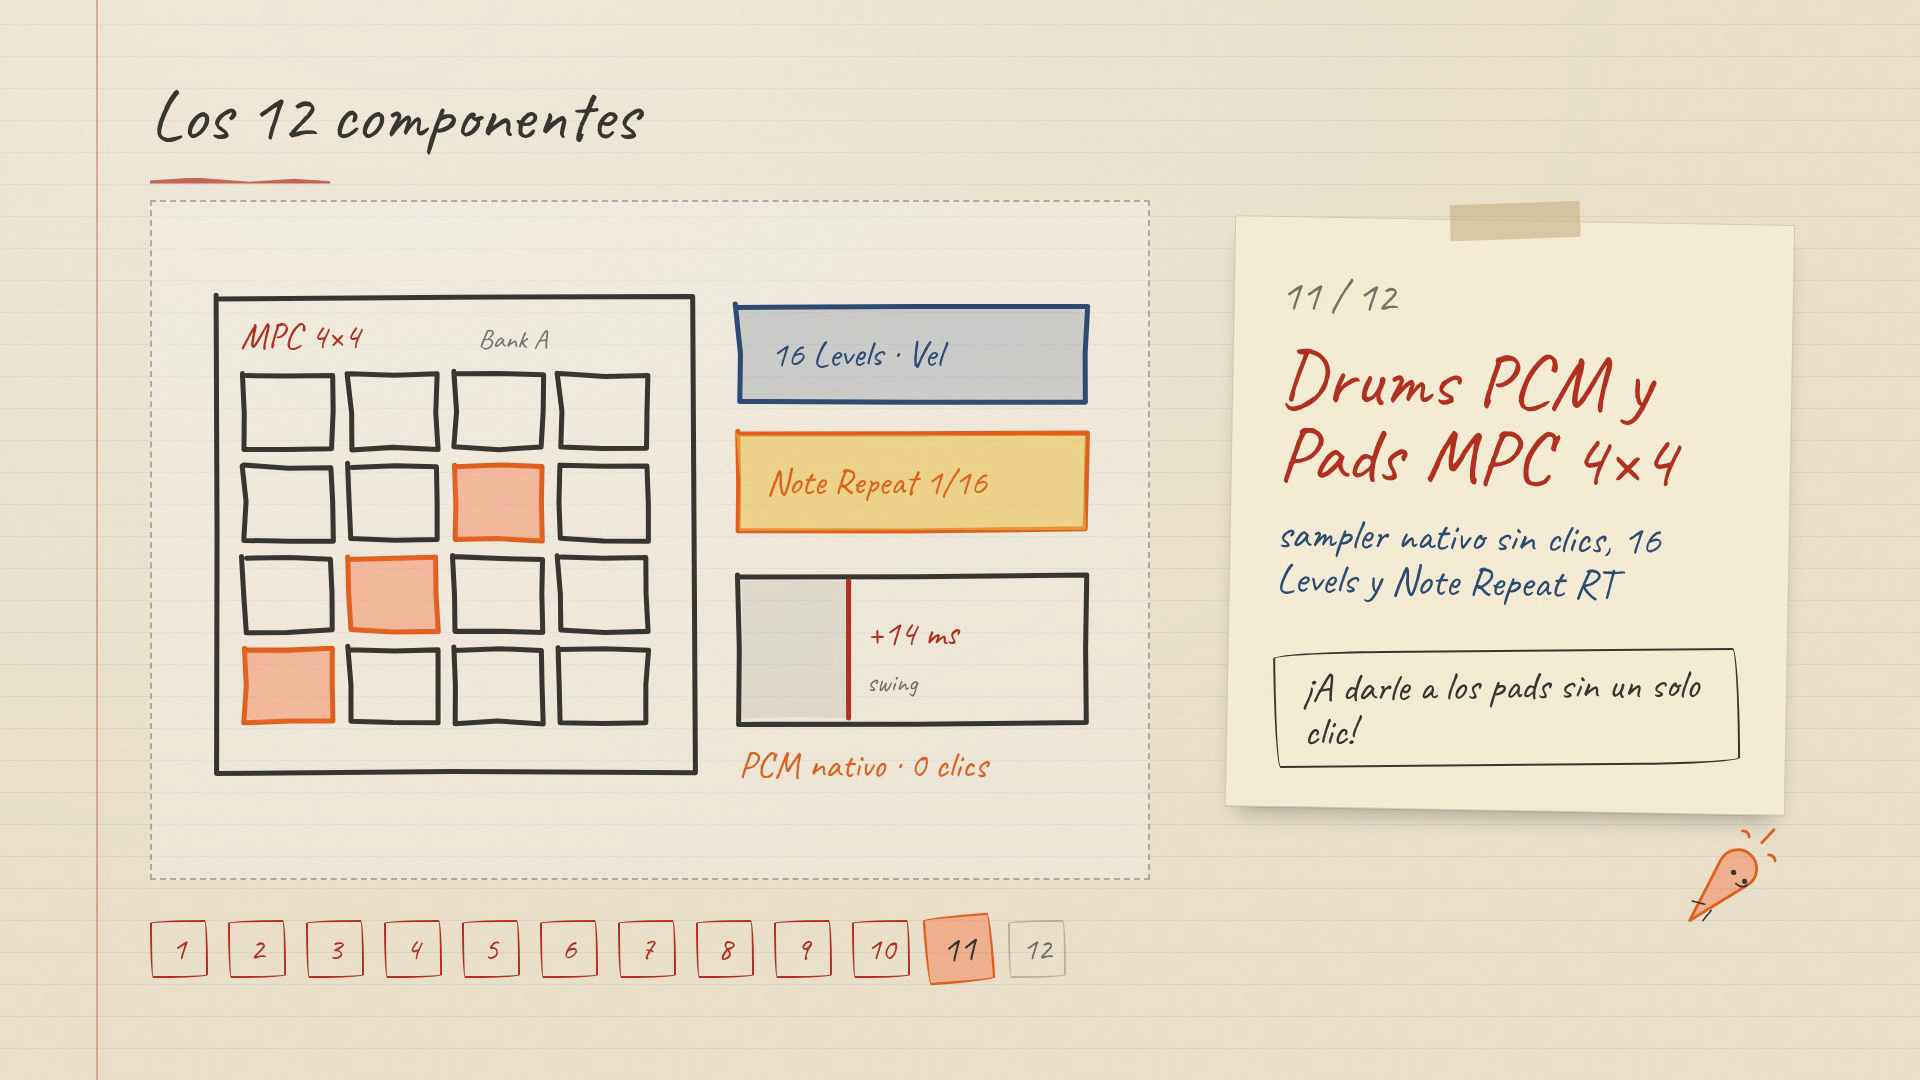 Los 12 componentes
MPC 4×4
Bank A
16 Levels · Vel
Note Repeat 1/16
+14 ms
swing
PCM nativo · 0 clics
11 / 12
Drums PCM y
Pads MPC 4×4
sampler nativo sin clics, 16
Levels y Note Repeat RT
¡A darle a los pads sin un solo
clic!
1 2 3 4 5 6 7 8 9 10 11 12